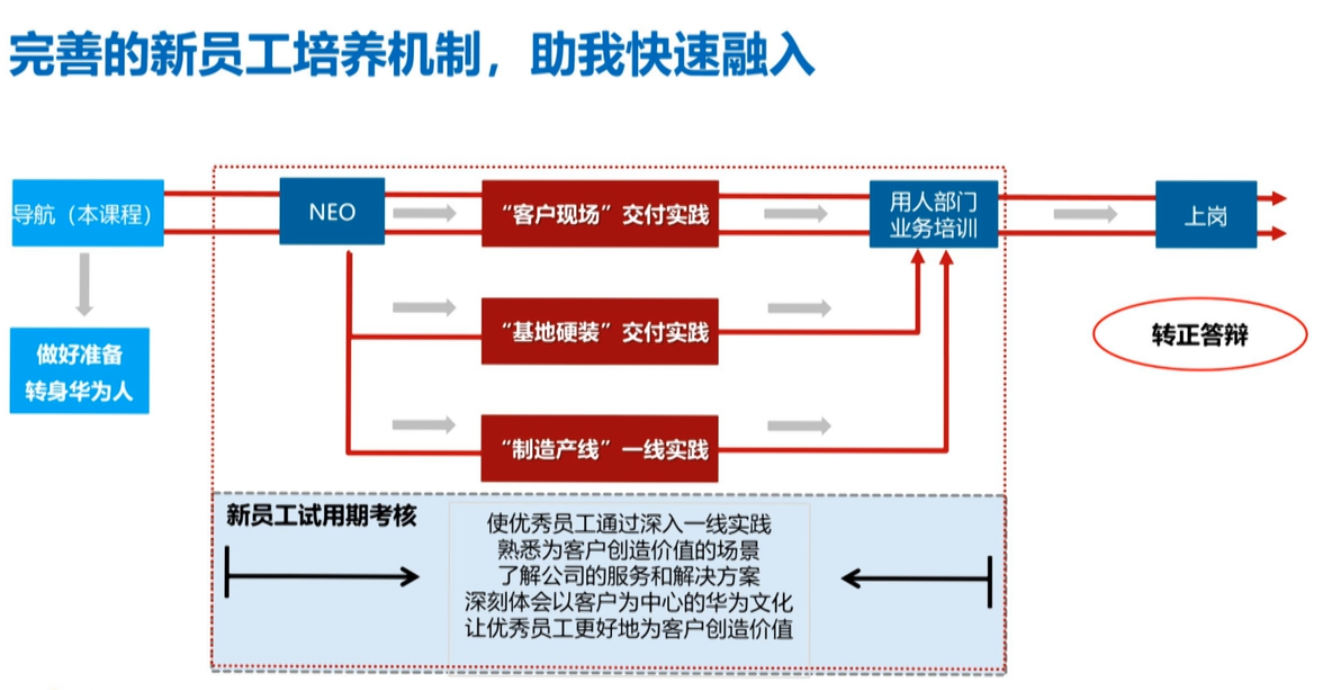 完善的新员工培养机制，助我快速融入
导航（本课程）
NEO
“客户现场”交付实践
用人部门
业务培训
上岗
做好准备
转身华为人
“基地硬装”交付实践
转正答辩
“制造产线”一线实践
新员工试用期考核
使优秀员工通过深入一线实践
熟悉为客户创造价值的场景
了解公司的服务和解决方案
深刻体会以客户为中心的华为文化
让优秀员工更好地为客户创造价值